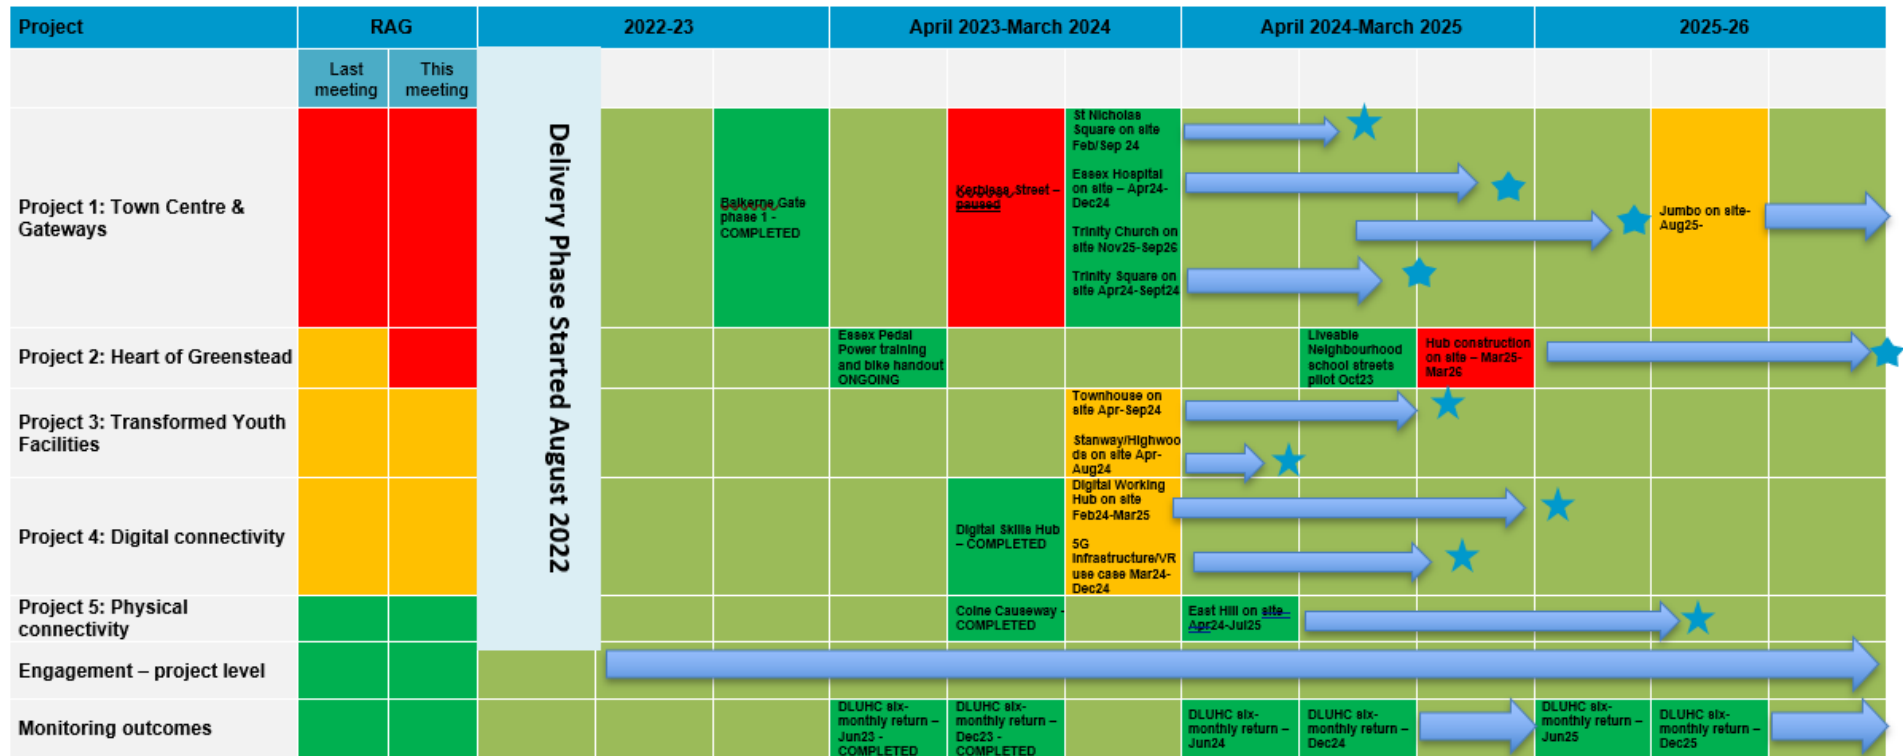 Project
RAG
2022-23
April 2023-March 2024
April 2024-March 2025
2025-26
Last
meeting
This
meeting
Delivery Phase Started August 2022
Project 1: Town Centre &
Gateways
Balkerne Gate
phase 1 -
COMPLETED
Kerbless Street –
paused
St Nicholas
Square on site
Feb/Sep 24
Essex Hospital
on site – Apr24-
Dec24
Trinity Church on
site Nov25-Sep26
Trinity Square on
site Apr24-Sept24
Jumbo on site-
Aug25-
Project 2: Heart of Greenstead
Essex Pedal
Power training
and bike handout
ONGOING
Liveable
Neighbourhood
school streets
pilot Oct23
Hub construction
on site – Mar25-
Mar26
Project 3: Transformed Youth
Facilities
Townhouse on
site Apr-Sep24
Stanway/Highwoo
ds on site Apr-
Aug24
Project 4: Digital connectivity
Digital Skills Hub
– COMPLETED
Digital Working
Hub on site
Feb24-Mar25
5G
Infrastructure/VR
use case Mar24-
Dec24
Project 5: Physical
connectivity
Colne Causeway -
COMPLETED
East Hill on site –
Apr24-Jul25
Engagement – project level
Monitoring outcomes
DLUHC six-
monthly return –
Jun23 -
COMPLETED
DLUHC six-
monthly return –
Dec23 -
COMPLETED
DLUHC six-
monthly return –
Jun24
DLUHC six-
monthly return –
Dec24
DLUHC six-
monthly return –
Jun25
DLUHC six-
monthly return –
Dec25